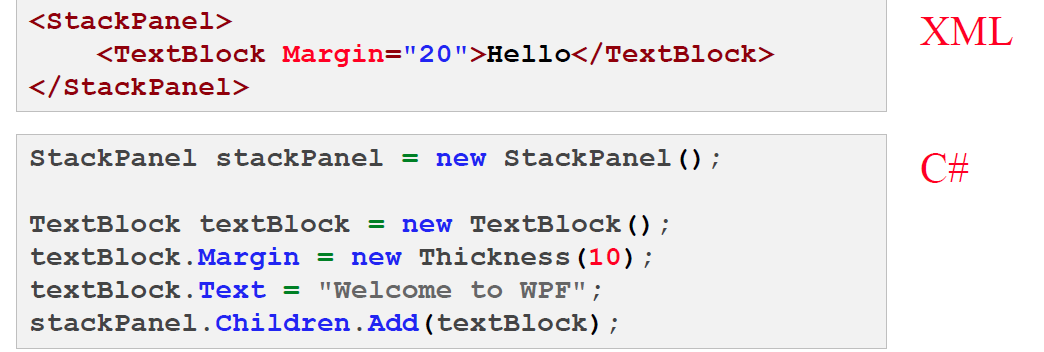 <StackPanel>
    <TextBlock Margin="20">Hello</TextBlock>
</StackPanel>
XML
StackPanel stackPanel = new StackPanel();
TextBlock textBlock = new TextBlock();
textBlock.Margin = new Thickness(10);
textBlock.Text = "Welcome to WPF";
stackPanel.Children.Add(textBlock);
C#